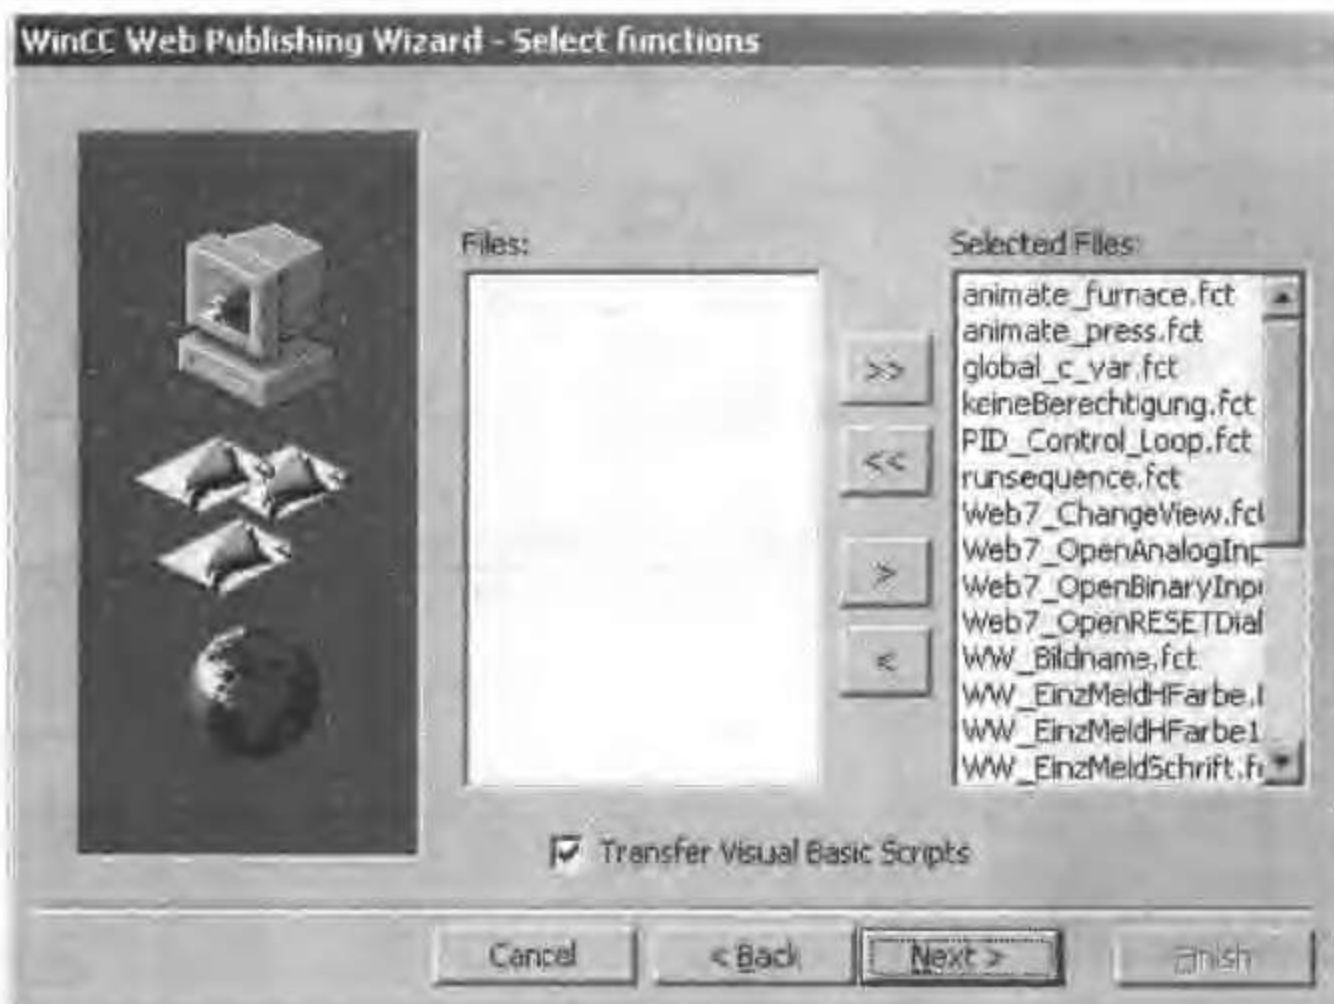 WinCC Web Publishing Wizard - Select functions
Files:
Selected Files:
animate_furnace.fct
animate_press.fct
global_c_var.fct
keineBerechtigung.fct
PID_Control_Loop.fct
runsequence.fct
Web7_ChangeView.fct
Web7_OpenAnalogInp
Web7_OpenBinaryInpu
Web7_OpenRESETDial
WW_Bildname.fct
WW_EinzMeldHFarbe.f
WW_EinzMeldHFarbe1.
WW_EinzMeldSchrift.fc
>>
<<
>
<
Transfer Visual Basic Scripts
Cancel
< Back
Next >
Finish